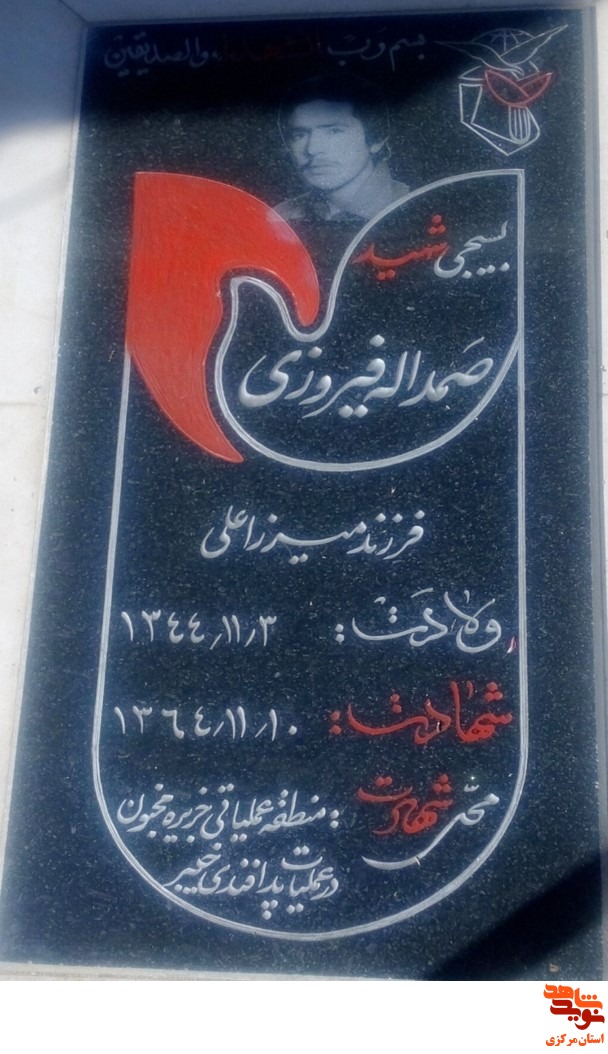 بسم رب الشهداء والصدیقین
بسیجی شهید
صمداله فیروزی
فرزند میرزاعلی
ولادت : ۱۳۴۴/۱۱/۳
شهادت : ۱۳۶۴/۱۱/۱۰
محل شهادت : منطقه عملیاتی جزیره مجنون
در عملیات پدافندی خیبر
نوید شاهد
استان مرکزی